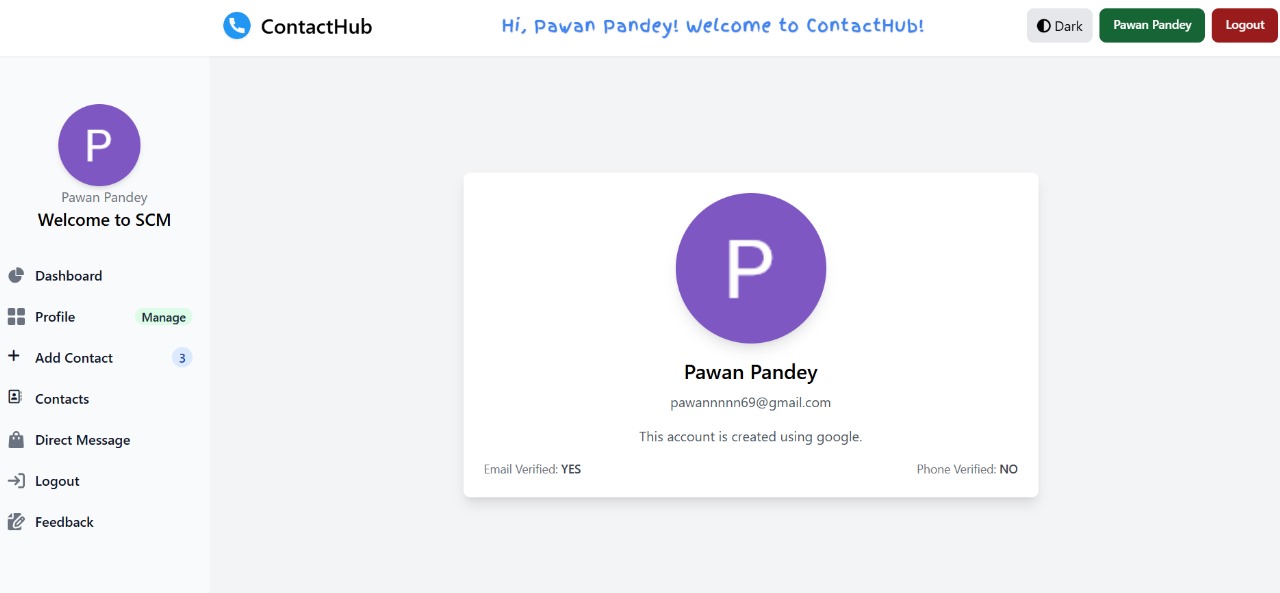 ContactHub
Hi, Pawan Pandey! Welcome to ContactHub!
Dark
Pawan Pandey
Logout
P
Pawan Pandey
Welcome to SCM
Dashboard
Profile Manage
Add Contact 3
Contacts
Direct Message
Logout
Feedback
P
Pawan Pandey
pawannnnn69@gmail.com
This account is created using google.
Email Verified: YES
Phone Verified: NO